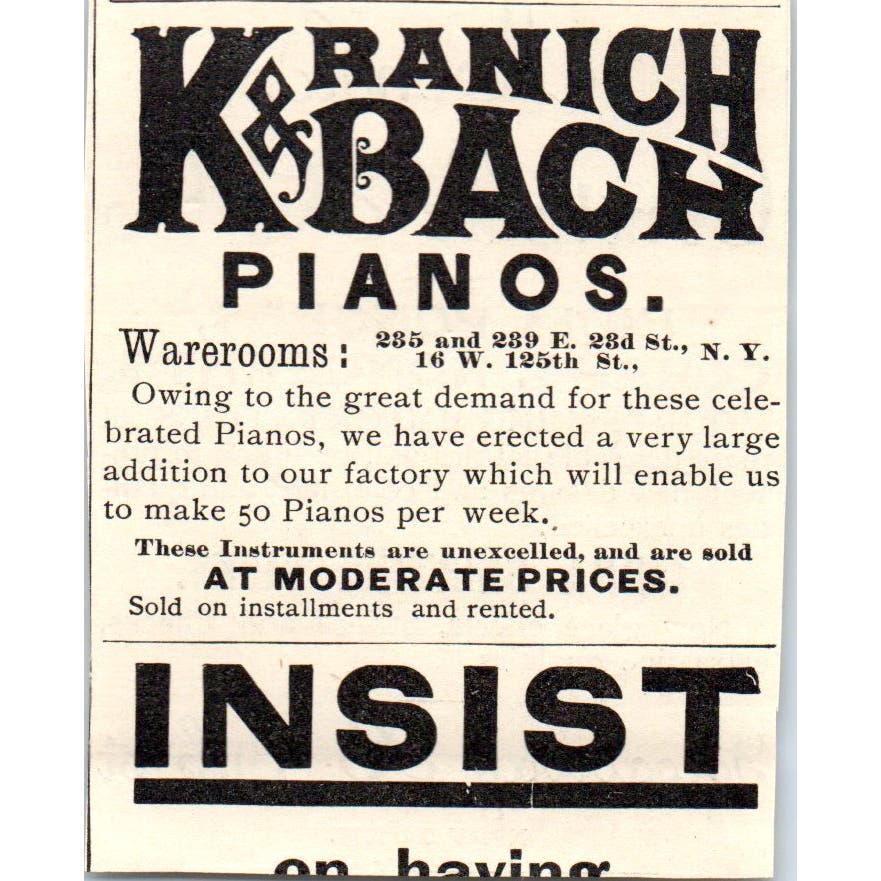 KRANICH
& BACH
PIANOS.
Warerooms: 235 and 239 E. 23d St., N. Y.
16 W. 125th St.,
Owing to the great demand for these cele-
brated Pianos, we have erected a very large
addition to our factory which will enable us
to make 50 Pianos per week.
These Instruments are unexcelled, and are sold
AT MODERATE PRICES.
Sold on installments and rented.
INSIST
on having